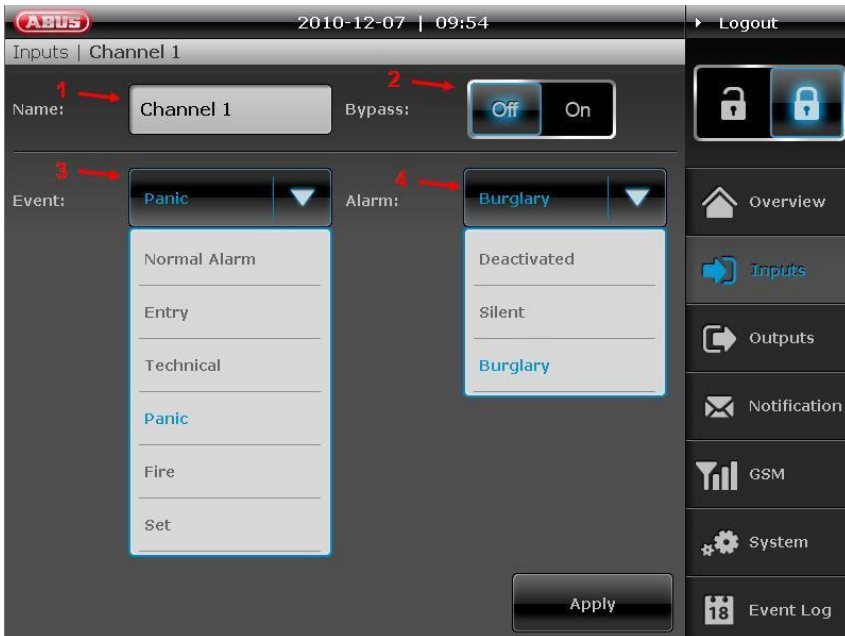 ABUS
2010-12-07 | 09:54
Logout
Inputs | Channel 1
1
2
Name:
Channel 1
Bypass:
Off
On
3
4
Event:
Panic
Alarm:
Burglary
Normal Alarm
Entry
Technical
Panic
Fire
Set
Deactivated
Silent
Burglary
Apply
Overview
Inputs
Outputs
Notification
GSM
System
18
Event Log